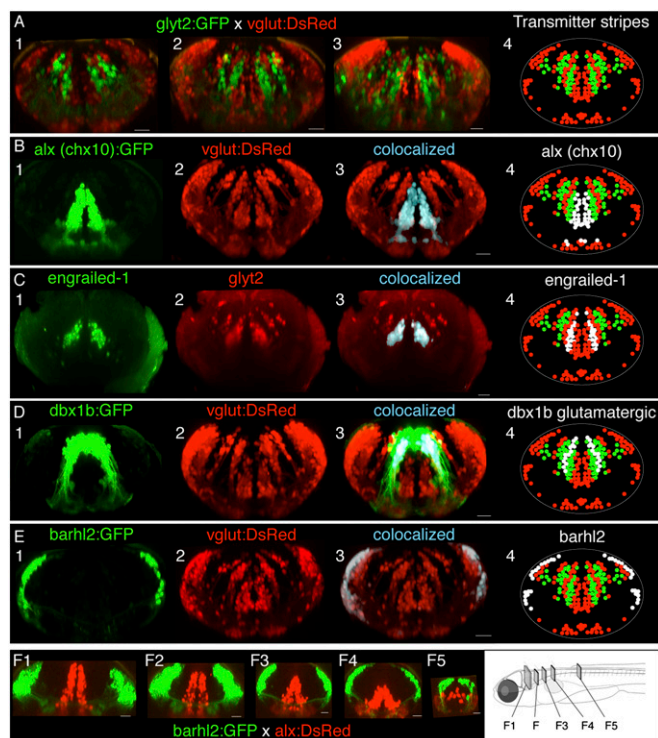 A glyt2:GFP x vglut:DsRed Transmitter stripes
1 2 3 4
B alx (chx10):GFP vglut:DsRed colocalized alx (chx10)
1 2 3 4
C engrailed-1 glyt2 colocalized engrailed-1
1 2 3 4
D dbx1b:GFP vglut:DsRed colocalized dbx1b glutamatergic
1 2 3 4
E barhl2:GFP vglut:DsRed colocalized barhl2
1 2 3 4
F1 F2 F3 F4 F5
barhl2:GFP x alx:DsRed
F1 F F3 F4 F5